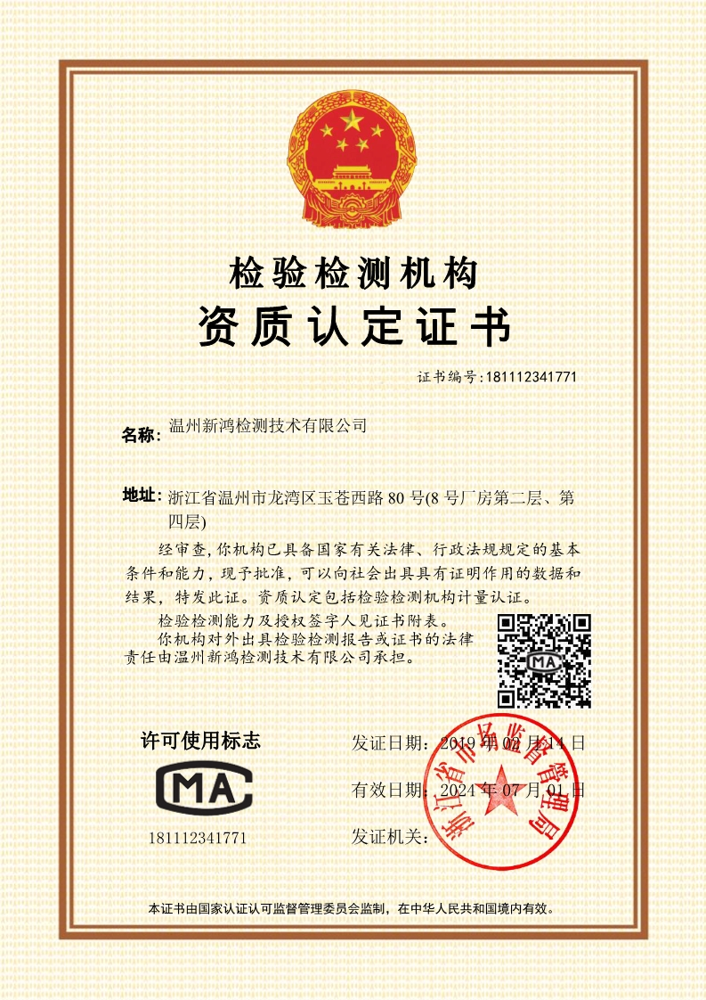 检验检测机构
资质认定证书
证书编号:181112341771
名称: 温州新鸿检测技术有限公司
地址: 浙江省温州市龙湾区玉苍西路 80 号(8 号厂房第二层、第
四层)
经审查,你机构已具备国家有关法律、行政法规规定的基本
条件和能力,现予批准,可以向社会出具具有证明作用的数据和
结果,特发此证。资质认定包括检验检测机构计量认证。
检验检测能力及授权签字人见证书附表。
你机构对外出具检验检测报告或证书的法律
责任由温州新鸿检测技术有限公司承担。
MA
许可使用标志
MA
181112341771
发证日期: 2019 年 02 月 14 日
有效日期: 2024 年 07 月 01 日
发证机关:
浙江省市场监督管理局
本证书由国家认证认可监督管理委员会监制,在中华人民共和国境内有效。